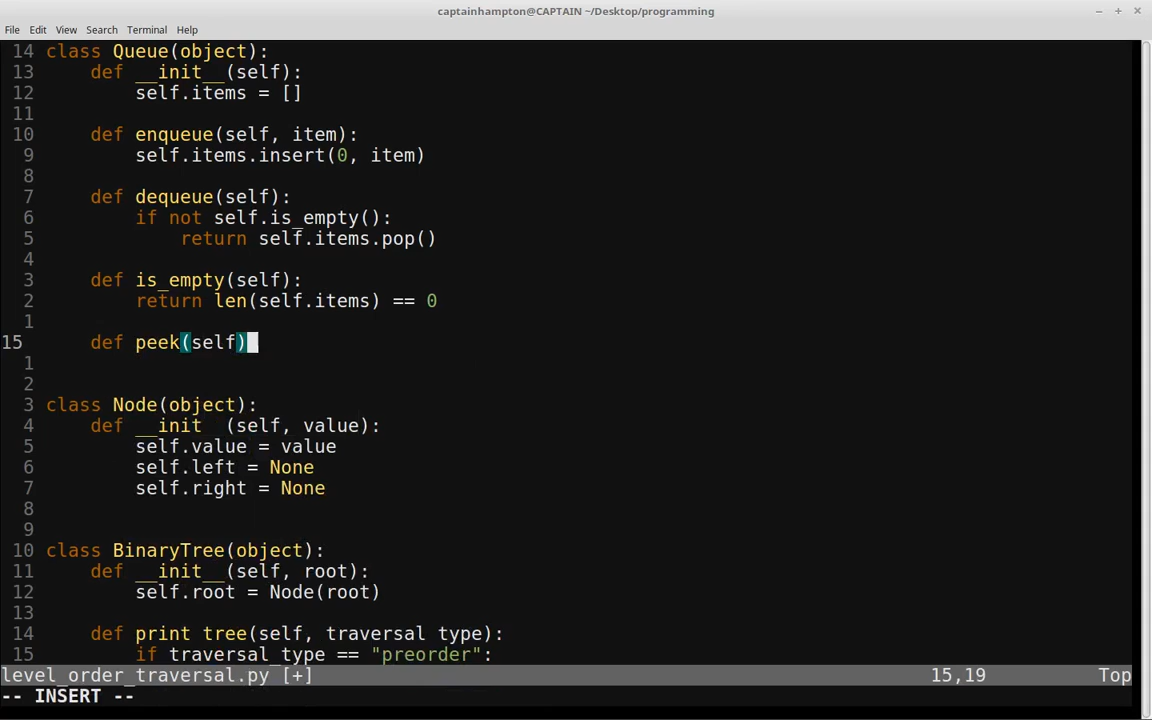 captainhampton@CAPTAIN ~/Desktop/programming
File Edit View Search Terminal Help
14 class Queue(object):
13     def __init__(self):
12         self.items = []
11
10     def enqueue(self, item):
9         self.items.insert(0, item)
8
7     def dequeue(self):
6         if not self.is_empty():
5             return self.items.pop()
4
3     def is_empty(self):
2         return len(self.items) == 0
1
15     def peek(self)
1
2
3 class Node(object):
4     def __init  (self, value):
5         self.value = value
6         self.left = None
7         self.right = None
8
9
10 class BinaryTree(object):
11     def __init__(self, root):
12         self.root = Node(root)
13
14     def print tree(self, traversal type):
15         if traversal_type == "preorder":
level_order_traversal.py [+] 15,19 Top
-- INSERT --